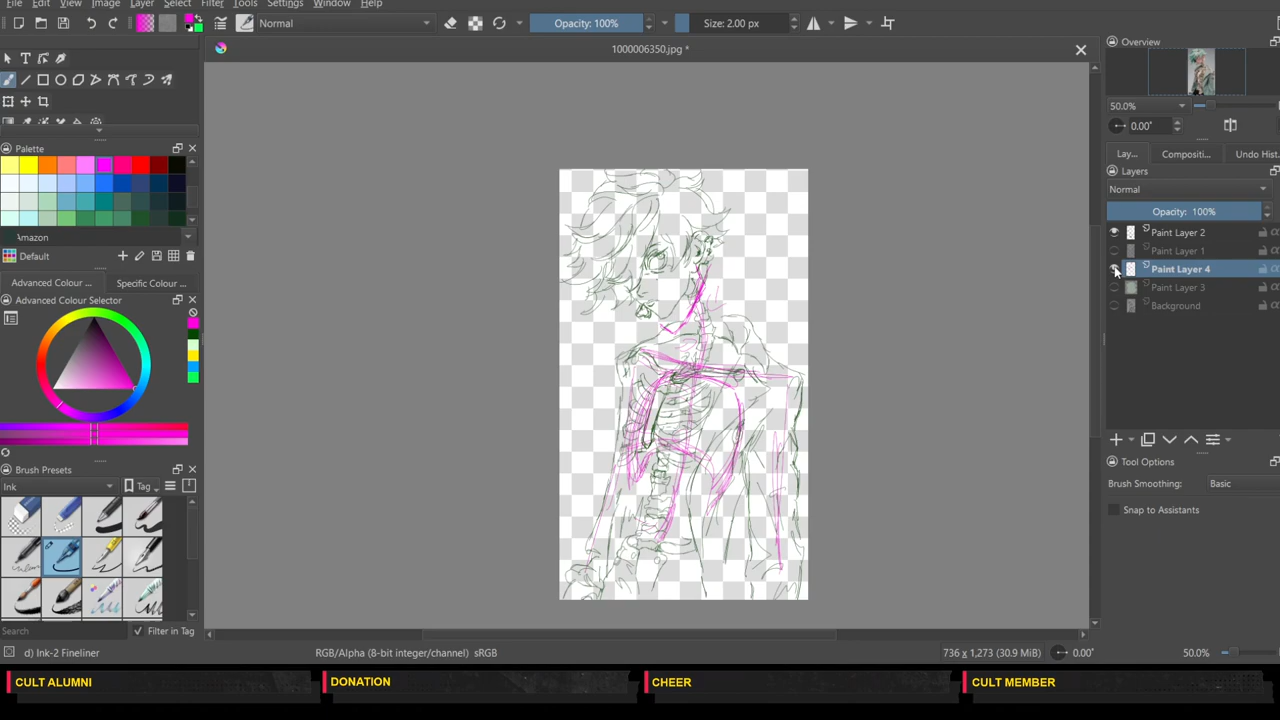 File Edit View Image Layer Select Filter Tools Settings Window Help
Normal
Opacity: 100%
Size: 2.00 px
1000006350.jpg *
Palette
Amazon
Default
Advanced Colour ...
Specific Colour ...
Advanced Colour Selector
Brush Presets
Ink
Tag
Search
Filter in Tag
Overview
50.0%
0.00°
Lay...
Compositi...
Undo Hist.
Layers
Normal
Opacity: 100%
Paint Layer 2
Paint Layer 1
Paint Layer 4
Paint Layer 3
Background
Tool Options
Brush Smoothing:
Basic
Snap to Assistants
d) Ink-2 Fineliner
RGB/Alpha (8-bit integer/channel) sRGB
736 x 1,273 (30.9 MiB)
0.00°
50.0%
CULT ALUMNI
DONATION
CHEER
CULT MEMBER